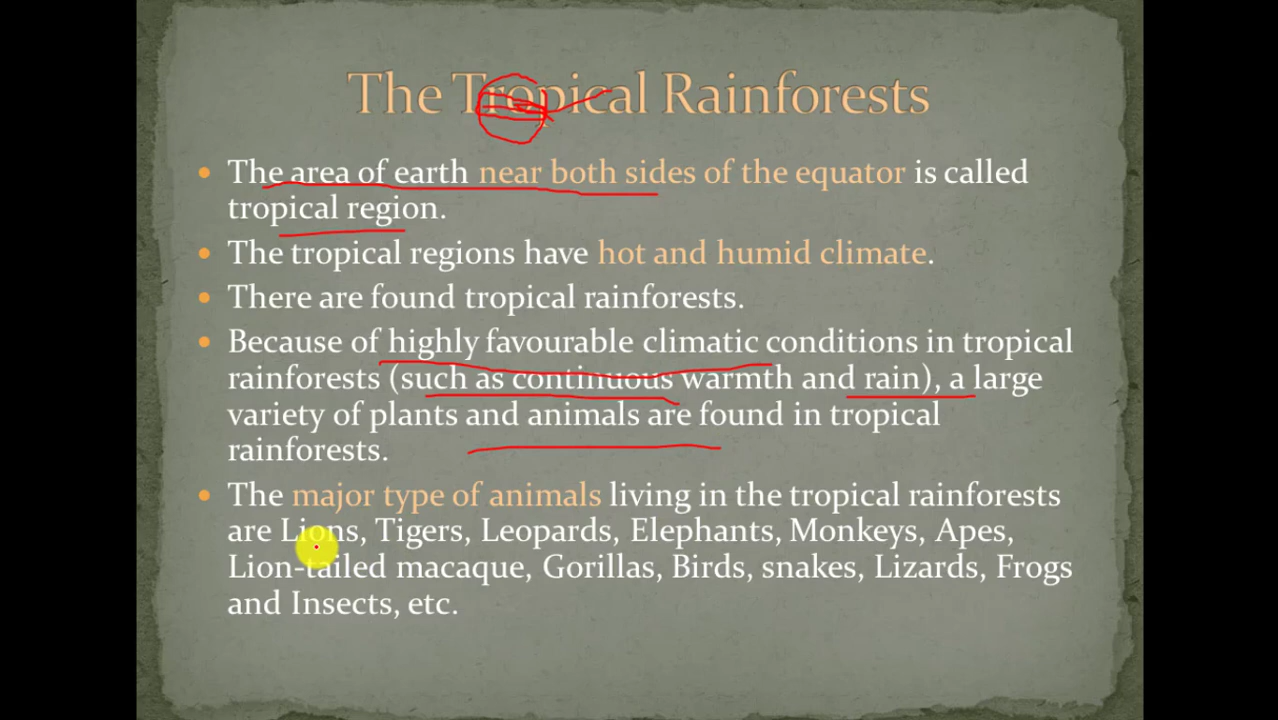 The Tropical Rainforests
• The area of earth near both sides of the equator is called
tropical region.
• The tropical regions have hot and humid climate.
• There are found tropical rainforests.
• Because of highly favourable climatic conditions in tropical
rainforests (such as continuous warmth and rain), a large
variety of plants and animals are found in tropical
rainforests.
• The major type of animals living in the tropical rainforests
are Lions, Tigers, Leopards, Elephants, Monkeys, Apes,
Lion-tailed macaque, Gorillas, Birds, snakes, Lizards, Frogs
and Insects, etc.